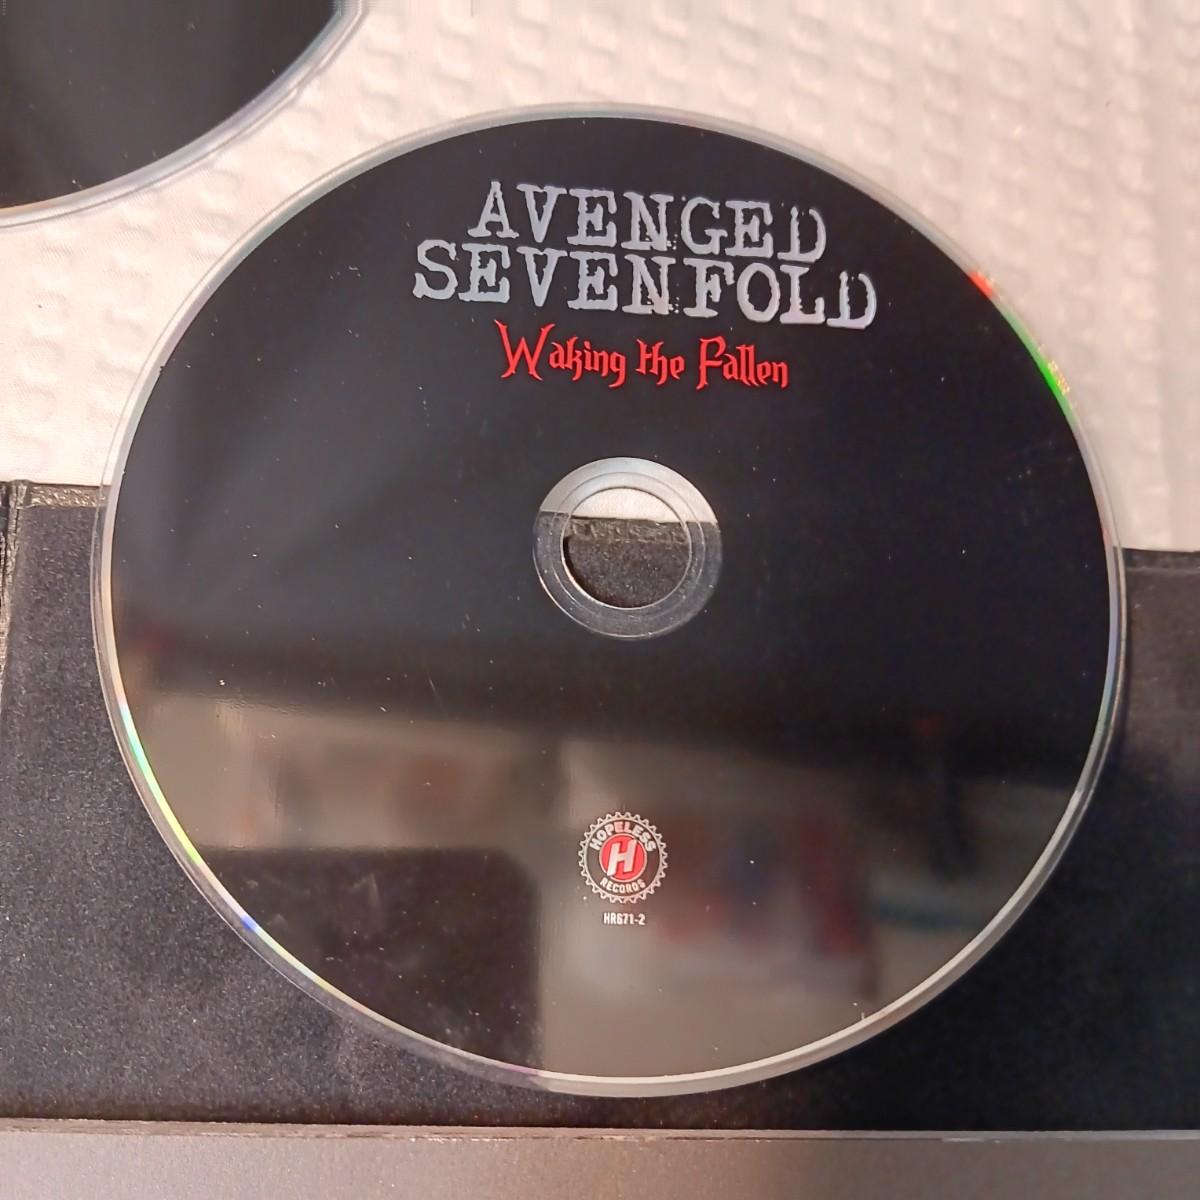 AVENGED
SEVENFOLD
Waking the Fallen
HOPELESS
H
RECORDS
HR671-2